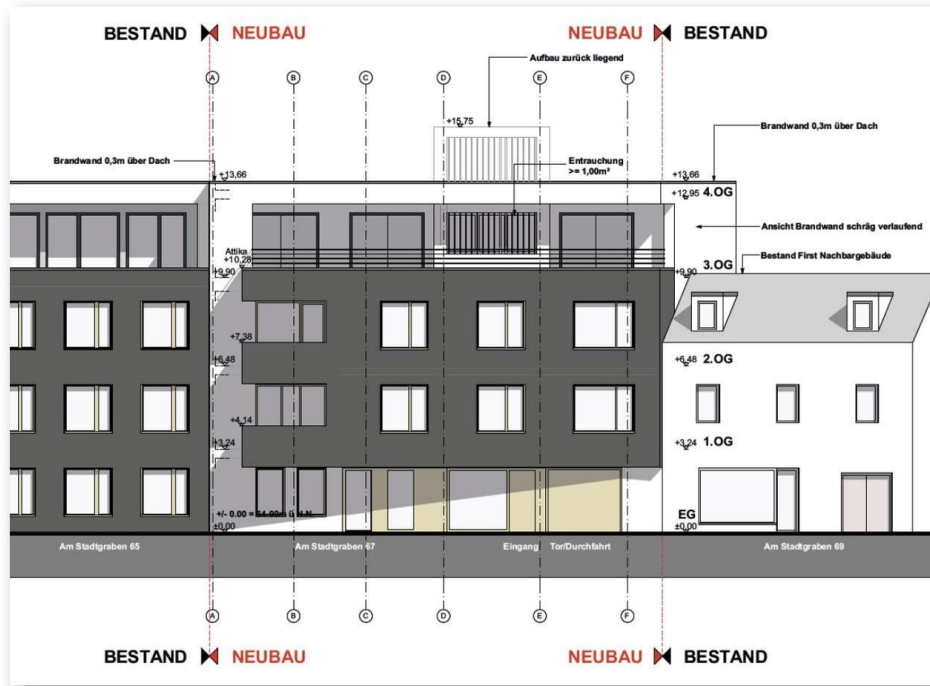 BESTAND NEUBAU
NEUBAU BESTAND
Aufbau zurück liegend
A B C D E F
+15,75
Brandwand 0,3m über Dach
Brandwand 0,3m über Dach
Entrauchung
>= 1,00m²
+13,66
+13,66
+12,95 4.OG
Ansicht Brandwand schräg verlaufend
Attika
+10,28
Bestand First Nachbargebäude
+9,90
+9,90 3.OG
+7,38
+6,48
+6,48 2.OG
+4,14
+3,24
+3,24 1.OG
+/- 0.00 = 54.00m ü N.N.
±0,00
EG
±0,00
Am Stadtgraben 65
Am Stadtgraben 67
Eingang
Tor/Durchfahrt
Am Stadtgraben 69
A B C D E F
BESTAND NEUBAU
NEUBAU BESTAND